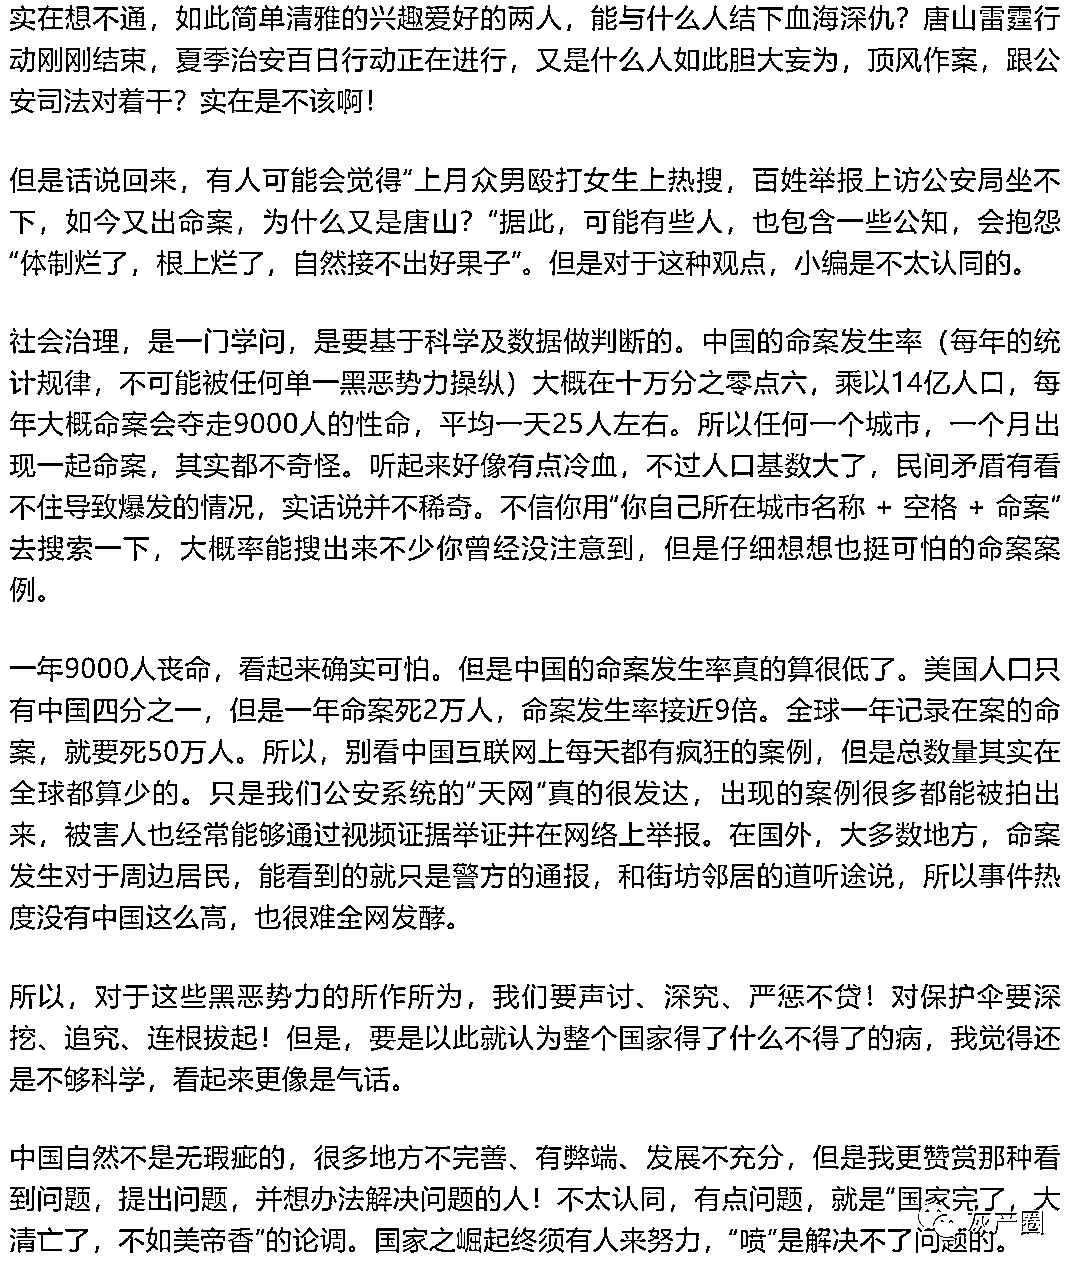 实在想不通，如此简单清雅的兴趣爱好的两人，能与什么人结下血海深仇？唐山雷霆行
动刚刚结束，夏季治安百日行动正在进行，又是什么人如此胆大妄为，顶风作案，跟公
安司法对着干？实在是不该啊！
但是话说回来，有人可能会觉得“上月众男殴打女生上热搜，百姓举报上访公安局坐不
下，如今又出命案，为什么又是唐山？”据此，可能有些人，也包含一些公知，会抱怨
“体制烂了，根上烂了，自然接不出好果子”。但是对于这种观点，小编是不太认同的。
社会治理，是一门学问，是要基于科学及数据做判断的。中国的命案发生率（每年的统
计规律，不可能被任何单一黑恶势力操纵）大概在十万分之零点六，乘以14亿人口，每
年大概命案会夺走9000人的性命，平均一天25人左右。所以任何一个城市，一个月出
现一起命案，其实都不奇怪。听起来好像有点冷血，不过人口基数大了，民间矛盾有看
不住导致爆发的情况，实话说并不稀奇。不信你用“你自己所在城市名称 + 空格 + 命案”
去搜索一下，大概率能搜出来不少你曾经没注意到，但是仔细想想也挺可怕的命案案
例。
一年9000人丧命，看起来确实可怕。但是中国的命案发生率真的算很低了。美国人口只
有中国四分之一，但是一年命案死2万人，命案发生率接近9倍。全球一年记录在案的命
案，就要死50万人。所以，别看中国互联网上每天都有疯狂的案例，但是总数量其实在
全球都算少的。只是我们公安系统的“天网”真的很发达，出现的案例很多都能被拍出
来，被害人也经常能够通过视频证据举证并在网络上举报。在国外，大多数地方，命案
发生对于周边居民，能看到的就只是警方的通报，和街坊邻居的道听途说，所以事件热
度没有中国这么高，也很难全网发酵。
所以，对于这些黑恶势力的所作所为，我们要声讨、深究、严惩不贷！对保护伞要深
挖、追究、连根拔起！但是，要是以此就认为整个国家得了什么不得了的病，我觉得还
是不够科学，看起来更像是气话。
中国自然不是无瑕疵的，很多地方不完善、有弊端、发展不充分，但是我更赞赏那种看
到问题，提出问题，并想办法解决问题的人！不太认同，有点问题，就是“国家完了，大
清亡了，不如美帝香”的论调。国家之崛起终须有人来努力，“喷”是解决不了问题的。
灰产圈